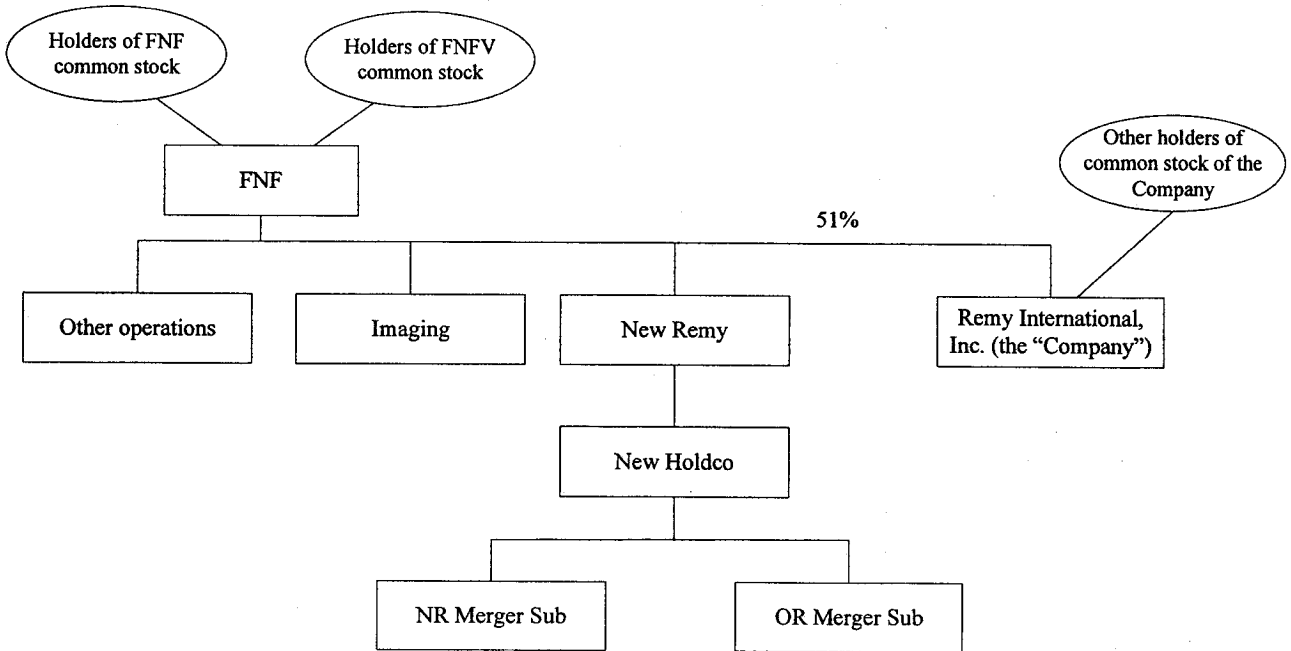 Holders of FNF
common stock
Holders of FNFV
common stock
Other holders of
common stock of the
Company
FNF
51%
Other operations
Imaging
New Remy
Remy International,
Inc. (the “Company”)
New Holdco
NR Merger Sub
OR Merger Sub